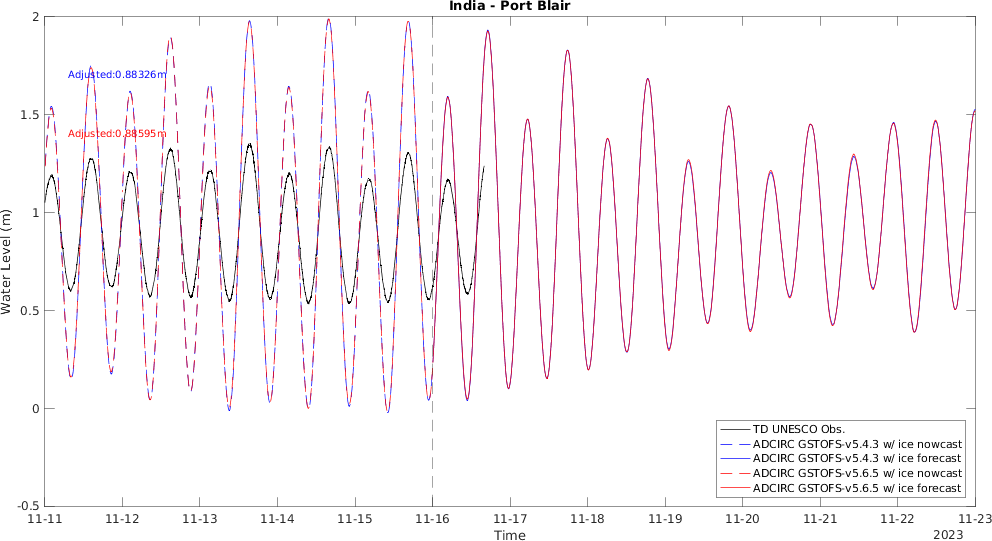 India - Port Blair
2
1.5
1
0.5
0
-0.5
Water Level (m)
Adjusted:0.88326m
Adjusted:0.88595m
TD UNESCO Obs.
ADCIRC GSTOFS-v5.4.3 w/ ice nowcast
ADCIRC GSTOFS-v5.4.3 w/ ice forecast
ADCIRC GSTOFS-v5.6.5 w/ ice nowcast
ADCIRC GSTOFS-v5.6.5 w/ ice forecast
11-11 11-12 11-13 11-14 11-15 11-16 11-17 11-18 11-19 11-20 11-21 11-22 11-23
Time
2023